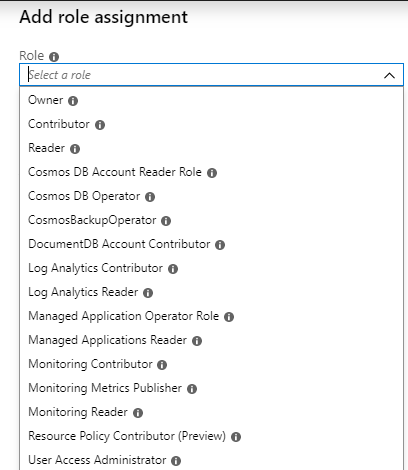 Add role assignment
Role
Select a role
Owner
Contributor
Reader
Cosmos DB Account Reader Role
Cosmos DB Operator
CosmosBackupOperator
DocumentDB Account Contributor
Log Analytics Contributor
Log Analytics Reader
Managed Application Operator Role
Managed Applications Reader
Monitoring Contributor
Monitoring Metrics Publisher
Monitoring Reader
Resource Policy Contributor (Preview)
User Access Administrator